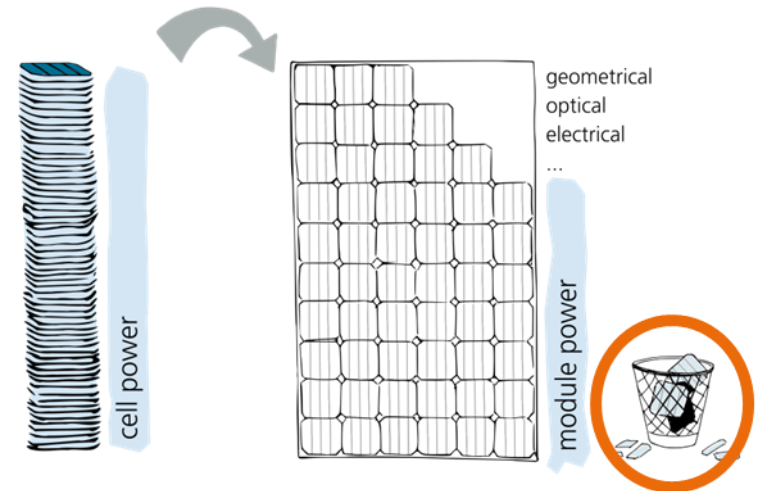 geometrical
optical
electrical
...
cell power
module power